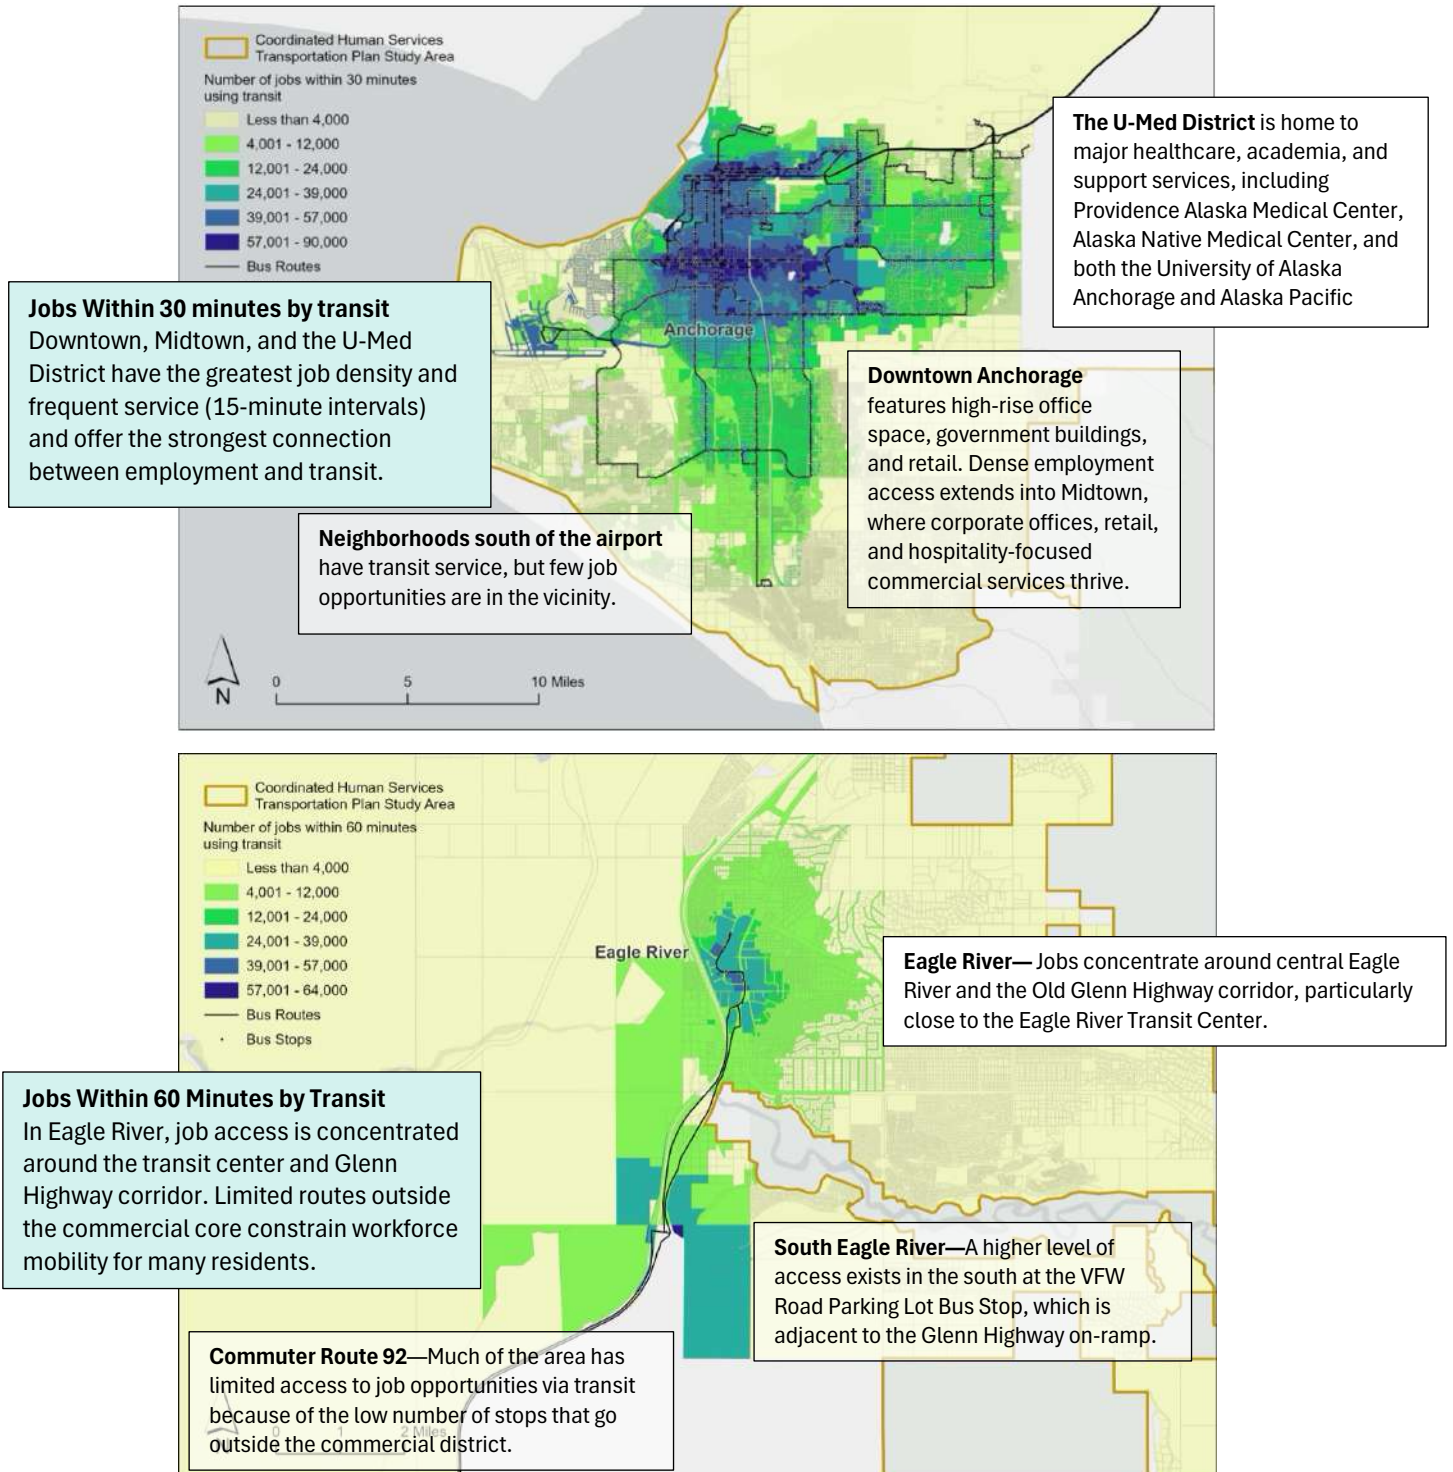 Coordinated Human Services
Transportation Plan Study Area
Number of jobs within 30 minutes
using transit
Less than 4,000
4,001 - 12,000
12,001 - 24,000
24,001 - 39,000
39,001 - 57,000
57,001 - 90,000
Bus Routes
The U-Med District is home to
major healthcare, academia, and
support services, including
Providence Alaska Medical Center,
Alaska Native Medical Center, and
both the University of Alaska
Anchorage and Alaska Pacific
Jobs Within 30 minutes by transit
Downtown, Midtown, and the U-Med
District have the greatest job density and
frequent service (15-minute intervals)
and offer the strongest connection
between employment and transit.
Anchorage
Downtown Anchorage
features high-rise office
space, government buildings,
and retail. Dense employment
access extends into Midtown,
where corporate offices, retail,
and hospitality-focused
commercial services thrive.
Neighborhoods south of the airport
have transit service, but few job
opportunities are in the vicinity.
N
0 5 10 Miles
Coordinated Human Services
Transportation Plan Study Area
Number of jobs within 60 minutes
using transit
Less than 4,000
4,001 - 12,000
12,001 - 24,000
24,001 - 39,000
39,001 - 57,000
57,001 - 64,000
Bus Routes
Bus Stops
Eagle River
Eagle River— Jobs concentrate around central Eagle
River and the Old Glenn Highway corridor, particularly
close to the Eagle River Transit Center.
Jobs Within 60 Minutes by Transit
In Eagle River, job access is concentrated
around the transit center and Glenn
Highway corridor. Limited routes outside
the commercial core constrain workforce
mobility for many residents.
South Eagle River—A higher level of
access exists in the south at the VFW
Road Parking Lot Bus Stop, which is
adjacent to the Glenn Highway on-ramp.
Commuter Route 92—Much of the area has
limited access to job opportunities via transit
because of the low number of stops that go
outside the commercial district.
N
0 1 2 Miles